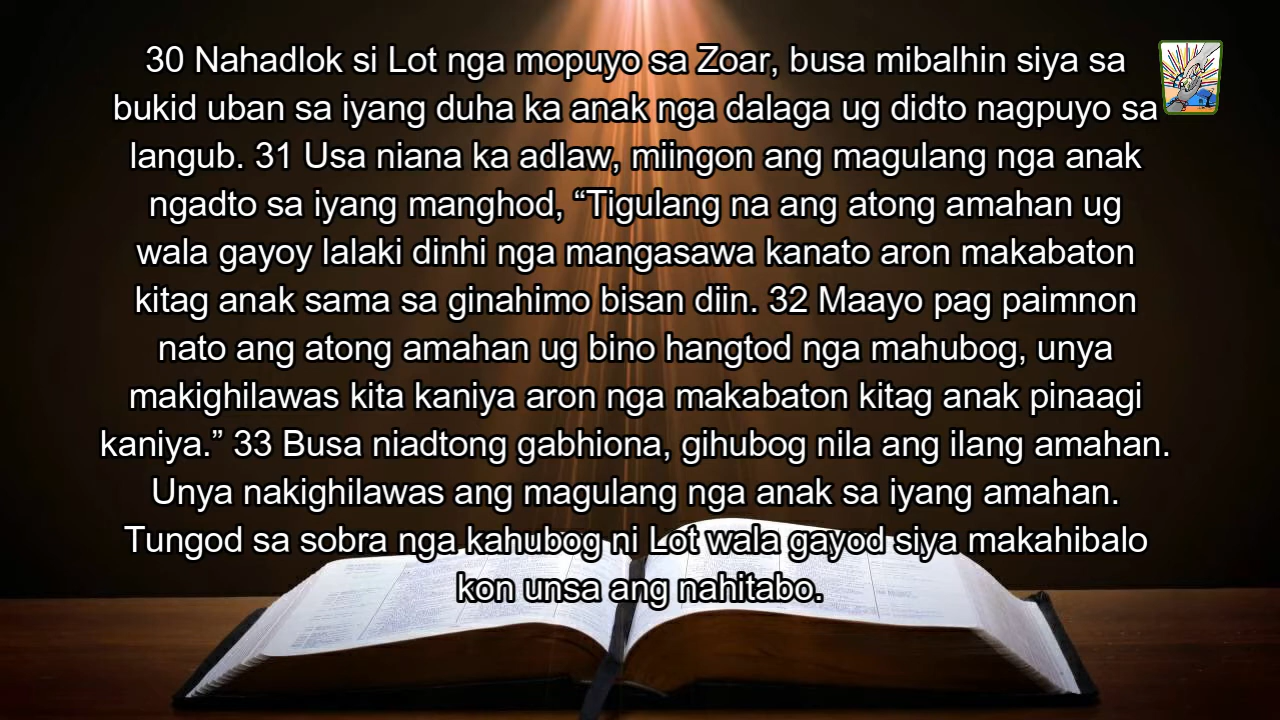 30 Nahadlok si Lot nga mopuyo sa Zoar, busa mibalhin siya sa
bukid uban sa iyang duha ka anak nga dalaga ug didto nagpuyo sa
langub. 31 Usa niana ka adlaw, miingon ang magulang nga anak
ngadto sa iyang manghod, “Tigulang na ang atong amahan ug
wala gayoy lalaki dinhi nga mangasawa kanato aron makabaton
kitag anak sama sa ginahimo bisan diin. 32 Maayo pag paimnon
nato ang atong amahan ug bino hangtod nga mahubog, unya
makighilawas kita kaniya aron nga makabaton kitag anak pinaagi
kaniya.” 33 Busa niadtong gabhiona, gihubog nila ang ilang amahan.
Unya nakighilawas ang magulang nga anak sa iyang amahan.
Tungod sa sobra nga kahubog ni Lot wala gayod siya makahibalo
kon unsa ang nahitabo.